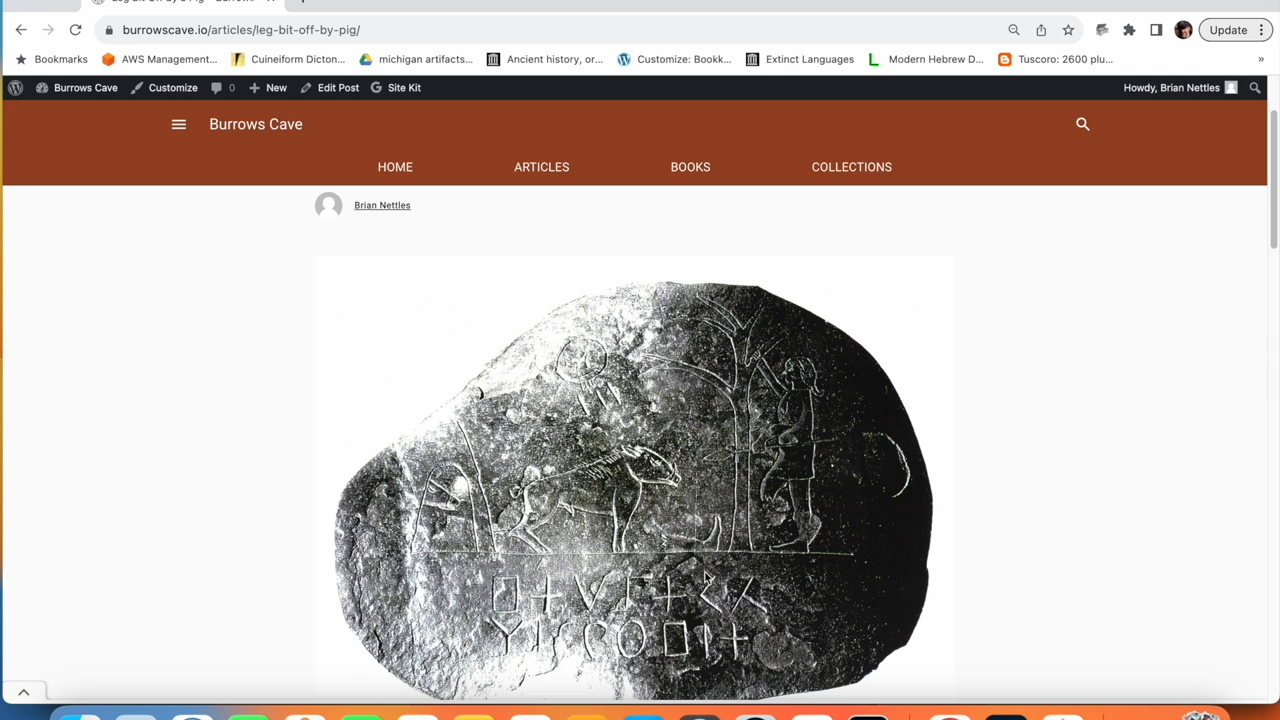 burrowscave.io/articles/leg-bit-off-by-pig/
Update
Bookmarks
AWS Management...
Cuineiform Dicton...
michigan artifacts...
Ancient history, or...
Customize: Bookk...
Extinct Languages
Modern Hebrew D...
Tuscoro: 2600 plu...
»
Burrows Cave
Customize
0
New
Edit Post
Site Kit
Howdy, Brian Nettles
Burrows Cave
HOME
ARTICLES
BOOKS
COLLECTIONS
Brian Nettles